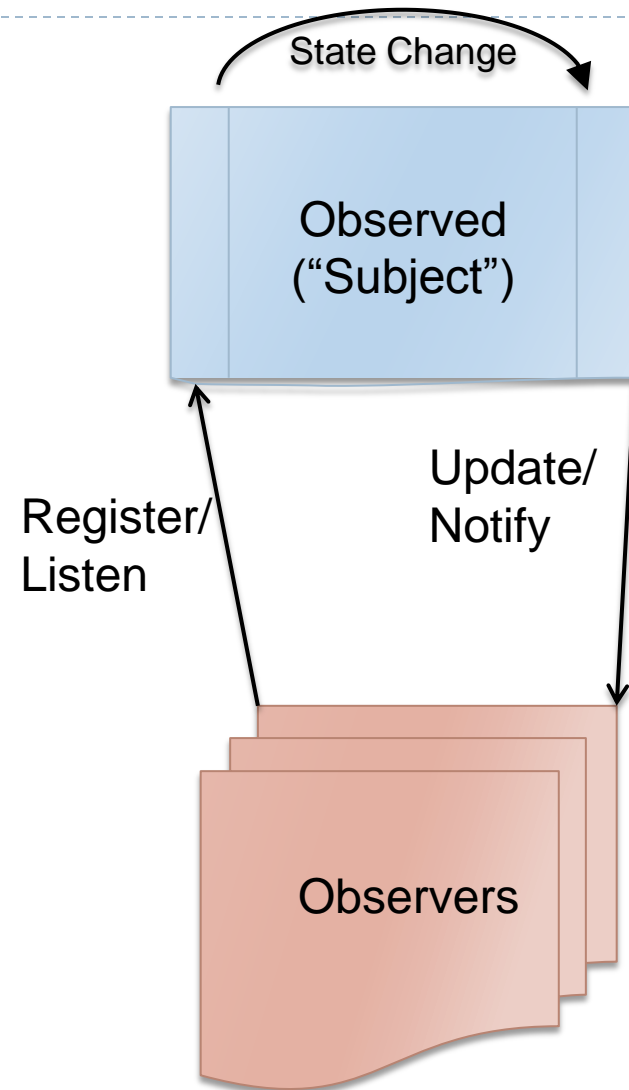 State Change
Observed
(“Subject”)
Register/
Listen
Update/
Notify
Observers